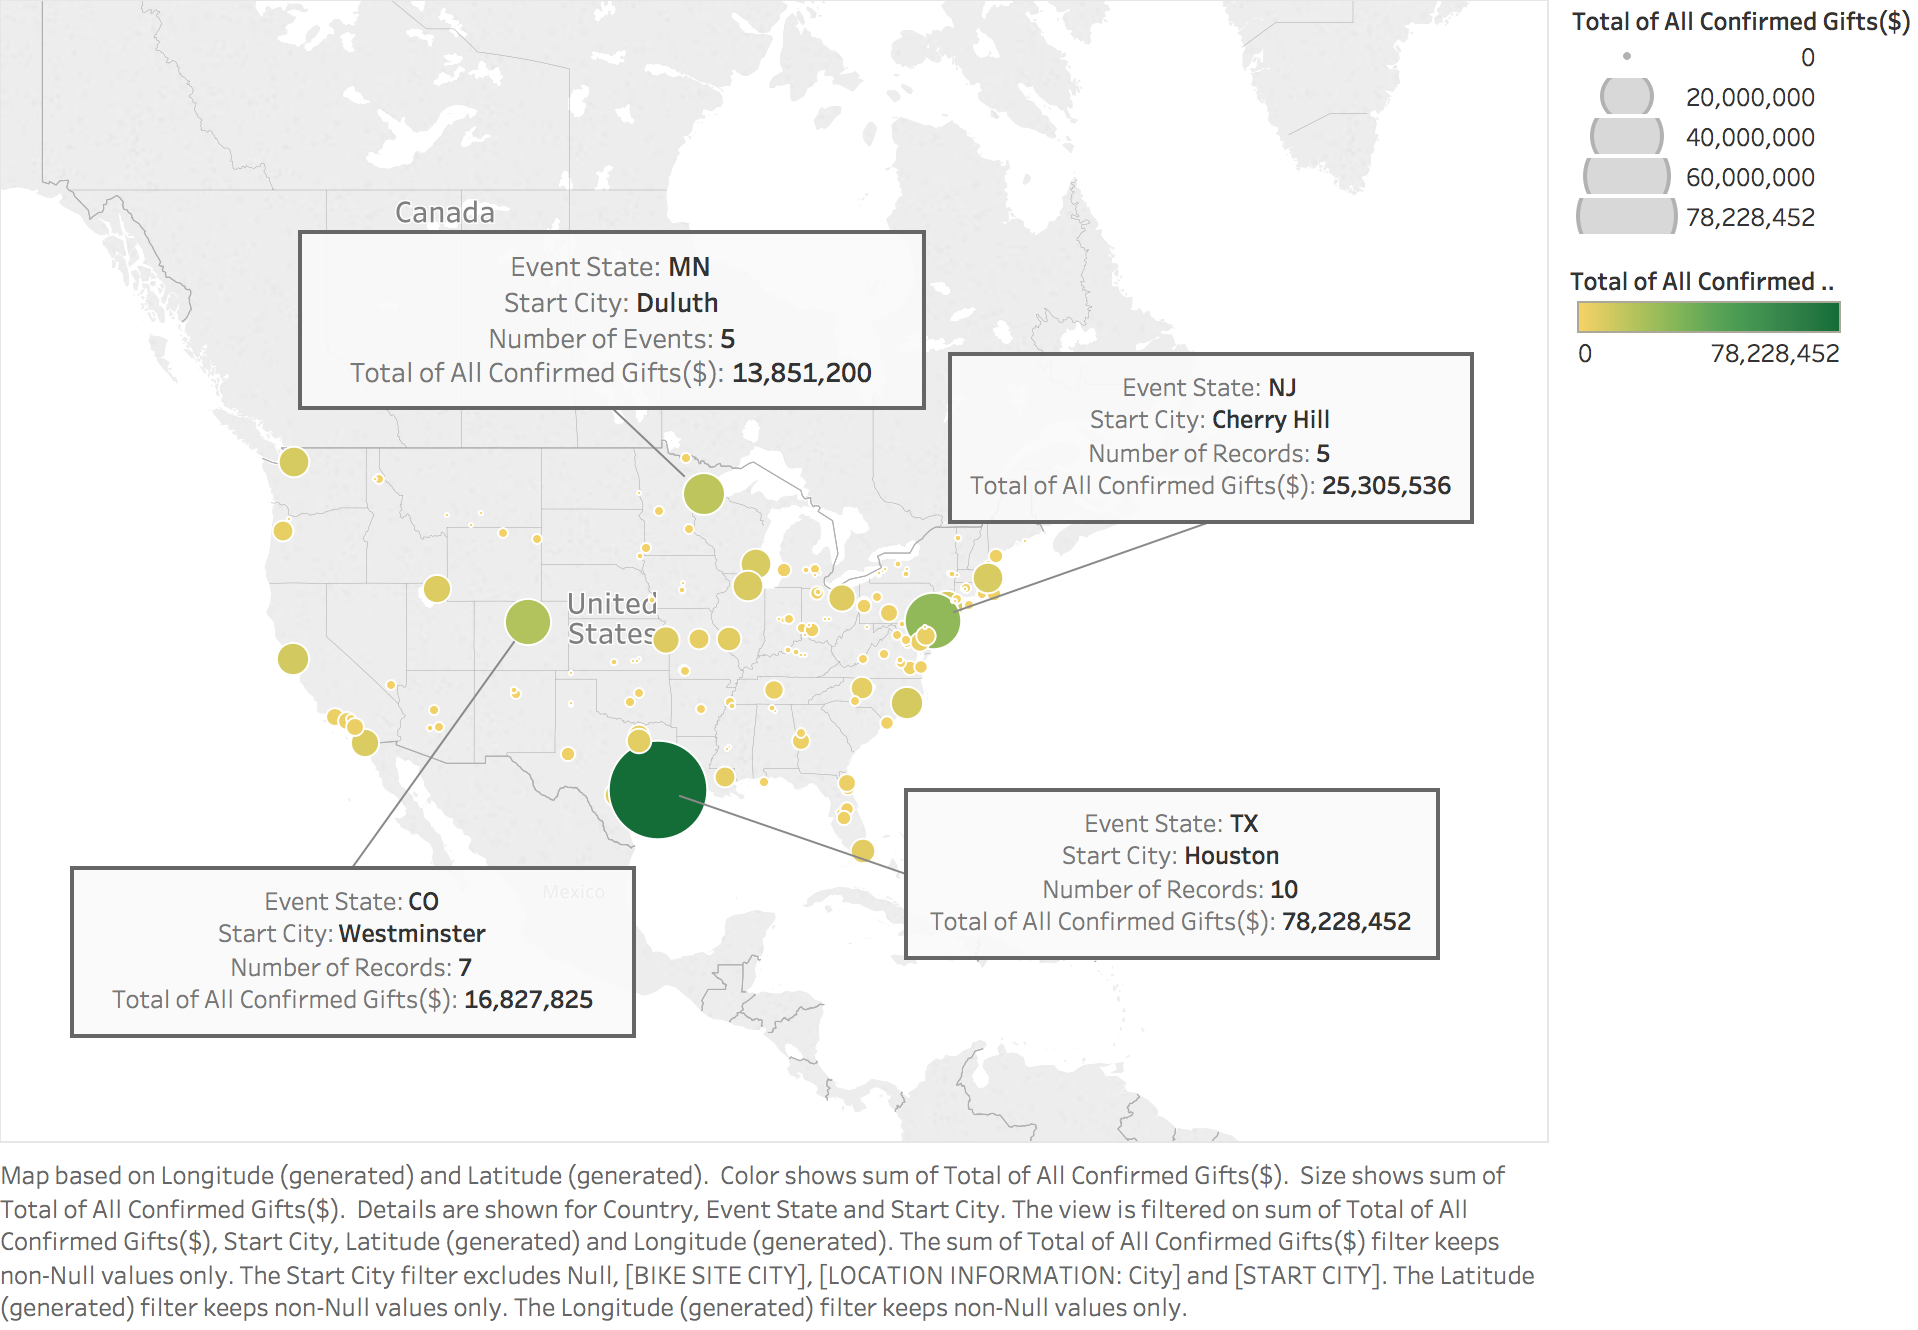 Total of All Confirmed Gifts($)
0
20,000,000
40,000,000
60,000,000
78,228,452
Total of All Confirmed ..
0 78,228,452
Canada
Event State: MN
Start City: Duluth
Number of Events: 5
Total of All Confirmed Gifts($): 13,851,200
Event State: NJ
Start City: Cherry Hill
Number of Records: 5
Total of All Confirmed Gifts($): 25,305,536
United
States
Event State: TX
Start City: Houston
Number of Records: 10
Total of All Confirmed Gifts($): 78,228,452
Mexico
Event State: CO
Start City: Westminster
Number of Records: 7
Total of All Confirmed Gifts($): 16,827,825
Map based on Longitude (generated) and Latitude (generated).  Color shows sum of Total of All Confirmed Gifts($).  Size shows sum of
Total of All Confirmed Gifts($).  Details are shown for Country, Event State and Start City. The view is filtered on sum of Total of All
Confirmed Gifts($), Start City, Latitude (generated) and Longitude (generated). The sum of Total of All Confirmed Gifts($) filter keeps
non-Null values only. The Start City filter excludes Null, [BIKE SITE CITY], [LOCATION INFORMATION: City] and [START CITY]. The Latitude
(generated) filter keeps non-Null values only. The Longitude (generated) filter keeps non-Null values only.